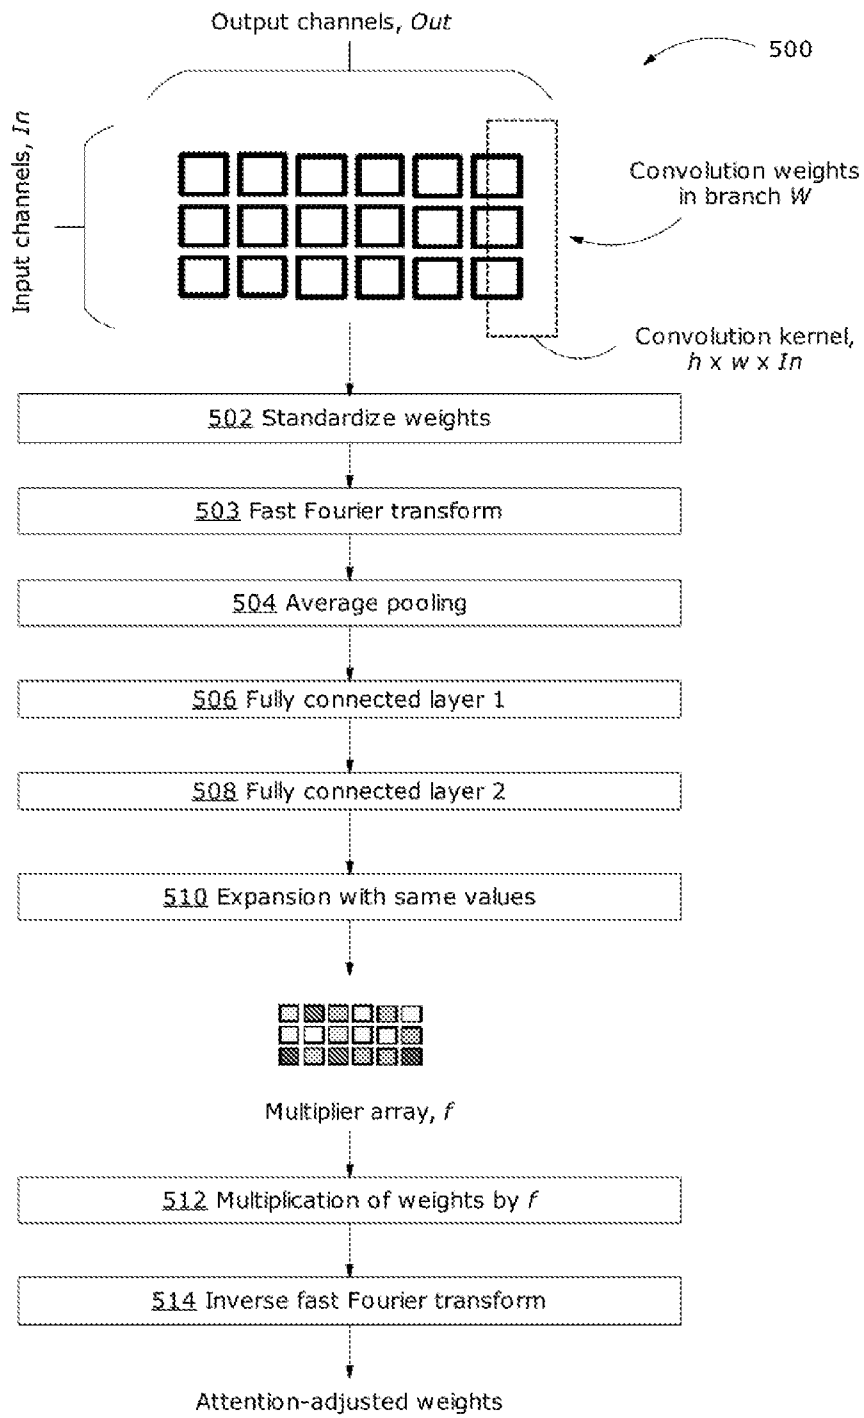 Output channels, Out
500
Input channels, In
Convolution weights
in branch W
Convolution kernel,
h x w x In
502 Standardize weights
503 Fast Fourier transform
504 Average pooling
506 Fully connected layer 1
508 Fully connected layer 2
510 Expansion with same values
Multiplier array, f
512 Multiplication of weights by f
514 Inverse fast Fourier transform
Attention-adjusted weights